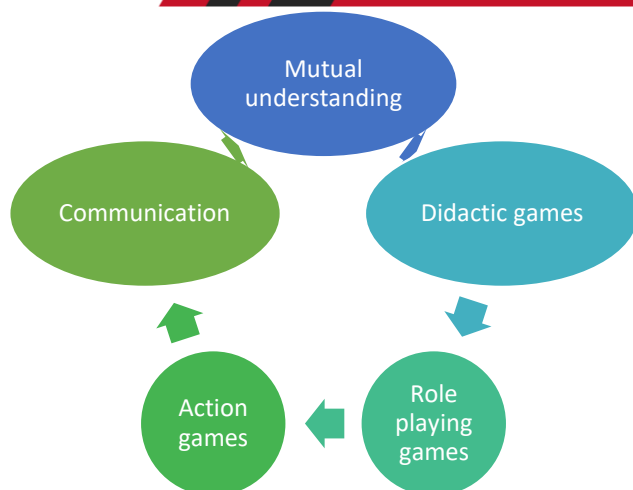 Mutual
understanding
Communication
Didactic games
Action
games
Role
playing
games